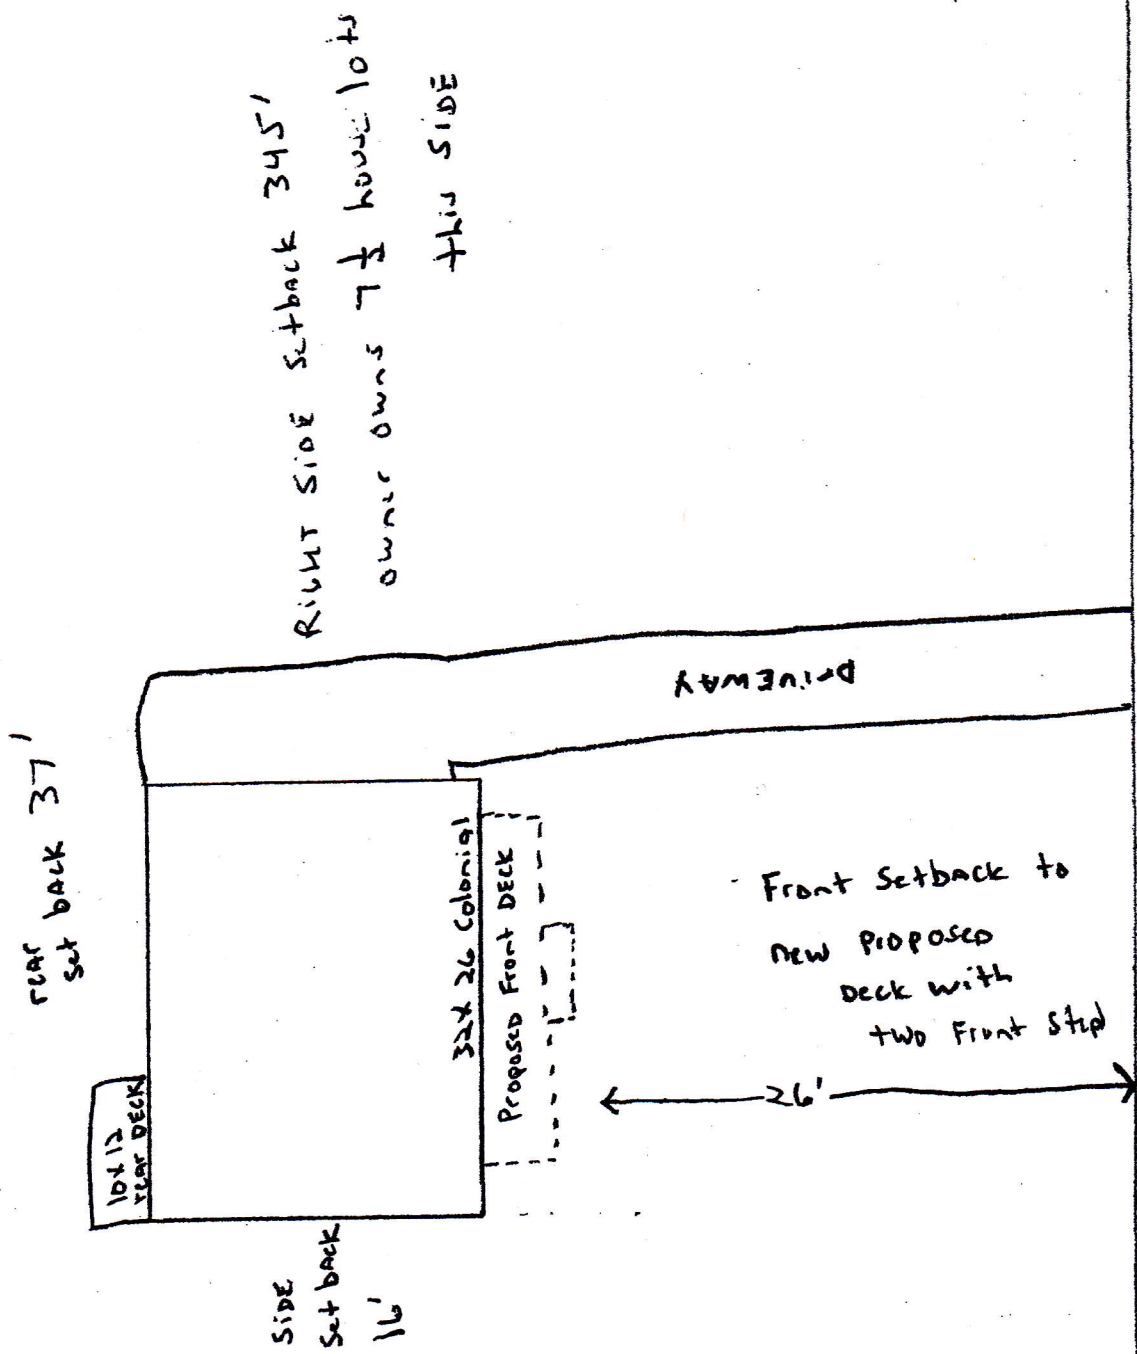 rear
set back 37'
10x12
rear DECK
SiDE
Set back
16'
32x26 Colonial
Proposed Front DECK
DRiVEWAY
RiGHT SiDE Setback 345'
owner owns 7 1/2 house lots
this SiDE
Front Setback to
new Proposed
Deck with
two Front Step
26'